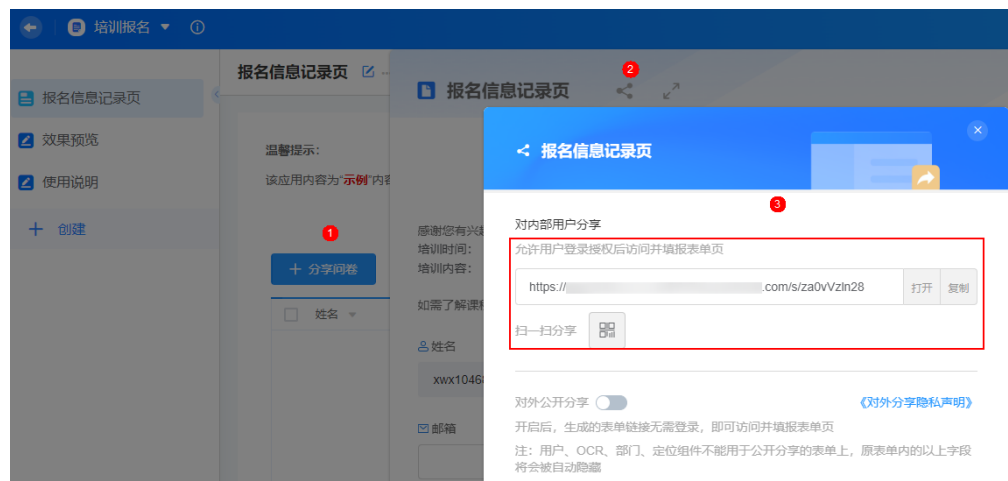 培训报名
报名信息记录页
效果预览
使用说明
创建
报名信息记录页
温馨提示：
该应用内容为“示例”内容
1
+ 分享问卷
姓名
2
报名信息记录页
感谢您有兴趣
培训时间：
培训内容：
如需了解课程
姓名
xwx1046
邮箱
报名信息记录页
3
对内部用户分享
允许用户登录授权后访问并填报表单页
https:// .com/s/za0vVzln28 打开 复制
扫一扫分享
对外公开分享 《对外分享隐私声明》
开启后，生成的表单链接无需登录，即可访问并填报表单页
注：用户、OCR、部门、定位组件不能用于公开分享的表单上，原表单内的以上字段
将会被自动隐藏